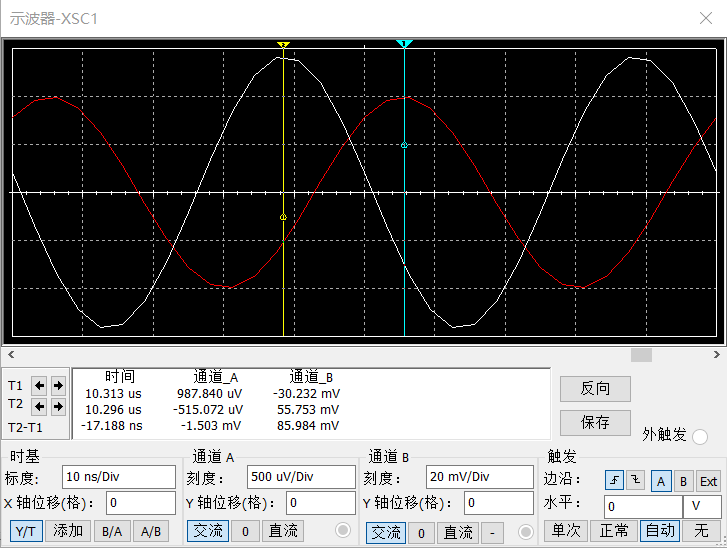 示波器-XSC1
2 1
时间 通道_A 通道_B
T1 10.313 us 987.840 uV -30.232 mV
T2 10.296 us -515.072 uV 55.753 mV
T2-T1 -17.188 ns -1.503 mV 85.984 mV
反向
保存
外触发
时基 通道 A 通道 B 触发
标度: 10 ns/Div 刻度: 500 uV/Div 刻度: 20 mV/Div 边沿: A B Ext
X 轴位移(格): 0 Y 轴位移(格): 0 Y 轴位移(格): 0 水平: 0 V
Y/T 添加 B/A A/B 交流 0 直流 交流 0 直流 - 单次 正常 自动 无